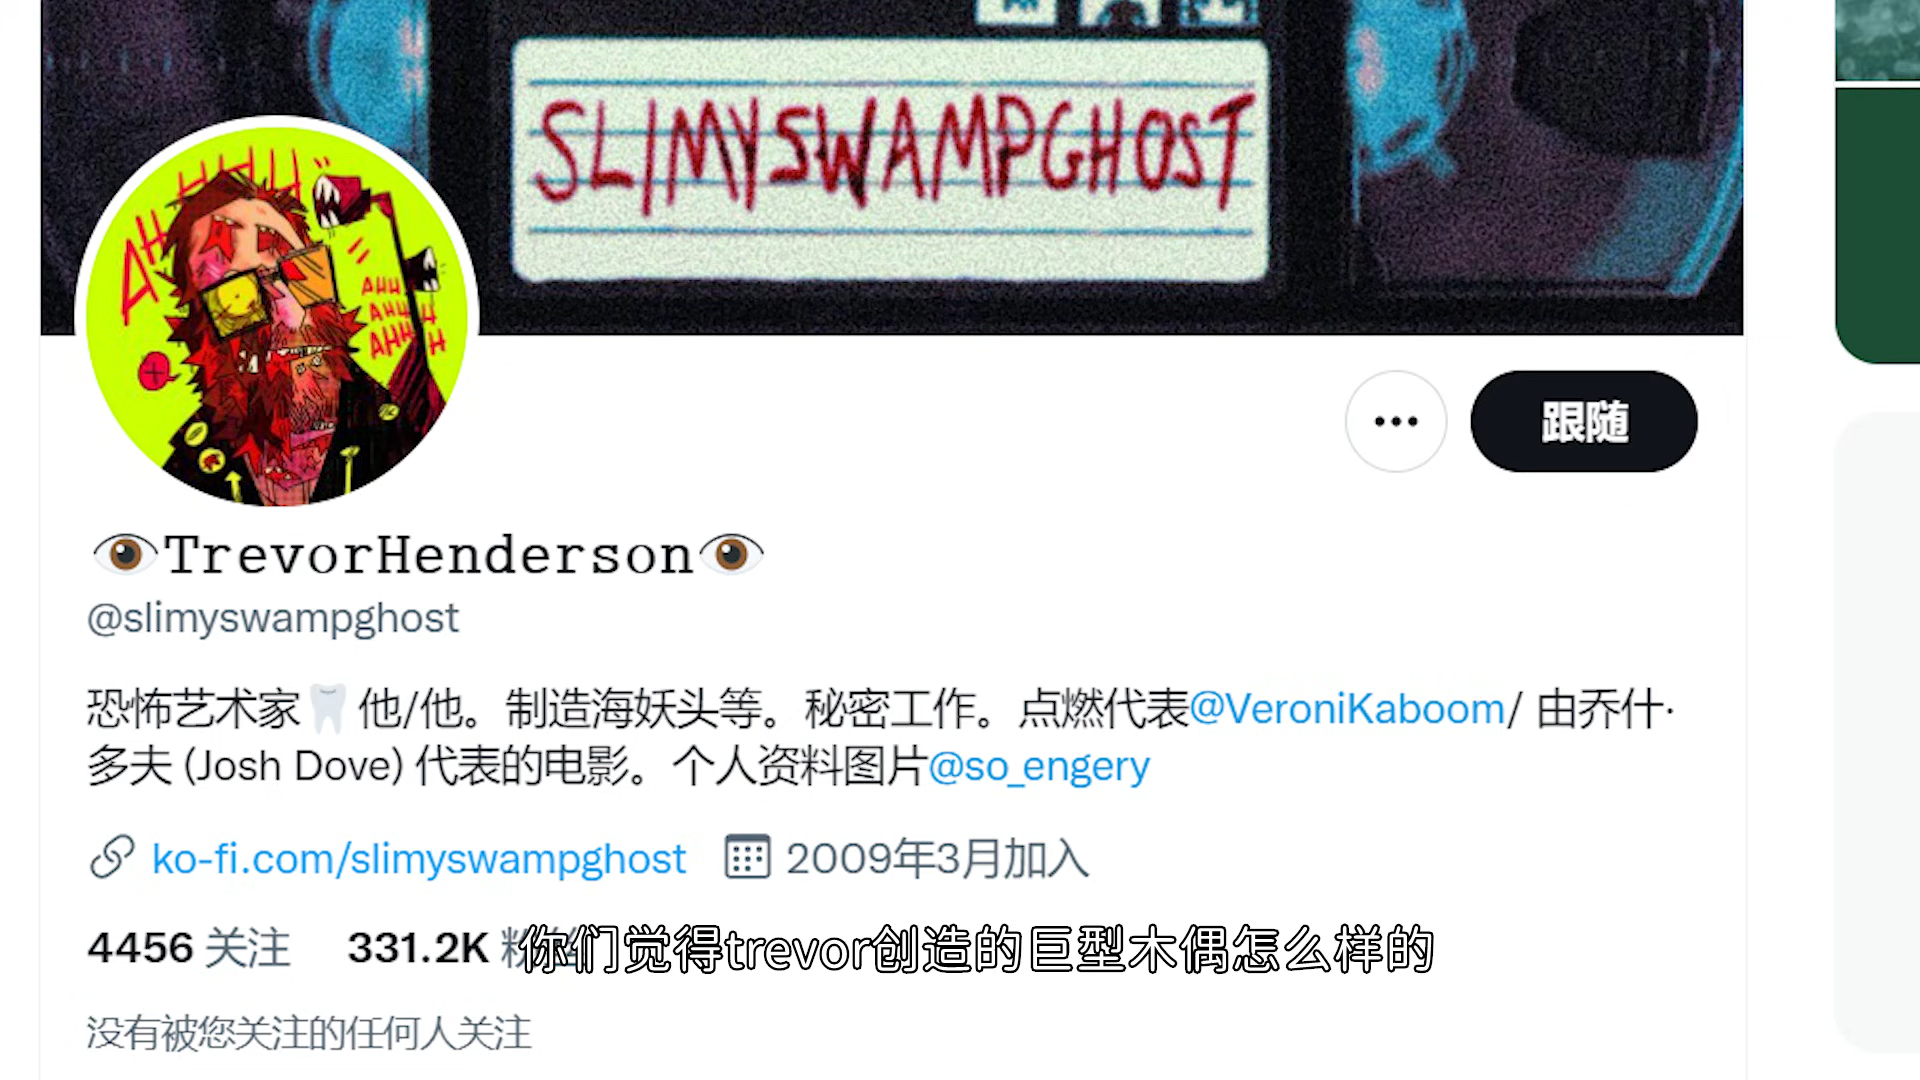 SLIMYSWAMPGHOST
AHHHH
AHH
AHHH
AHHHH
跟随
👁TrevorHenderson👁
@slimyswampghost
恐怖艺术家🦷他/他。制造海妖头等。秘密工作。点燃代表@VeroniKaboom/ 由乔什·
多夫 (Josh Dove) 代表的电影。个人资料图片@so_engery
ko-fi.com/slimyswampghost 2009年3月加入
4456 关注 331.2K
你们觉得trevor创造的巨型木偶怎么样的
没有被您关注的任何人关注